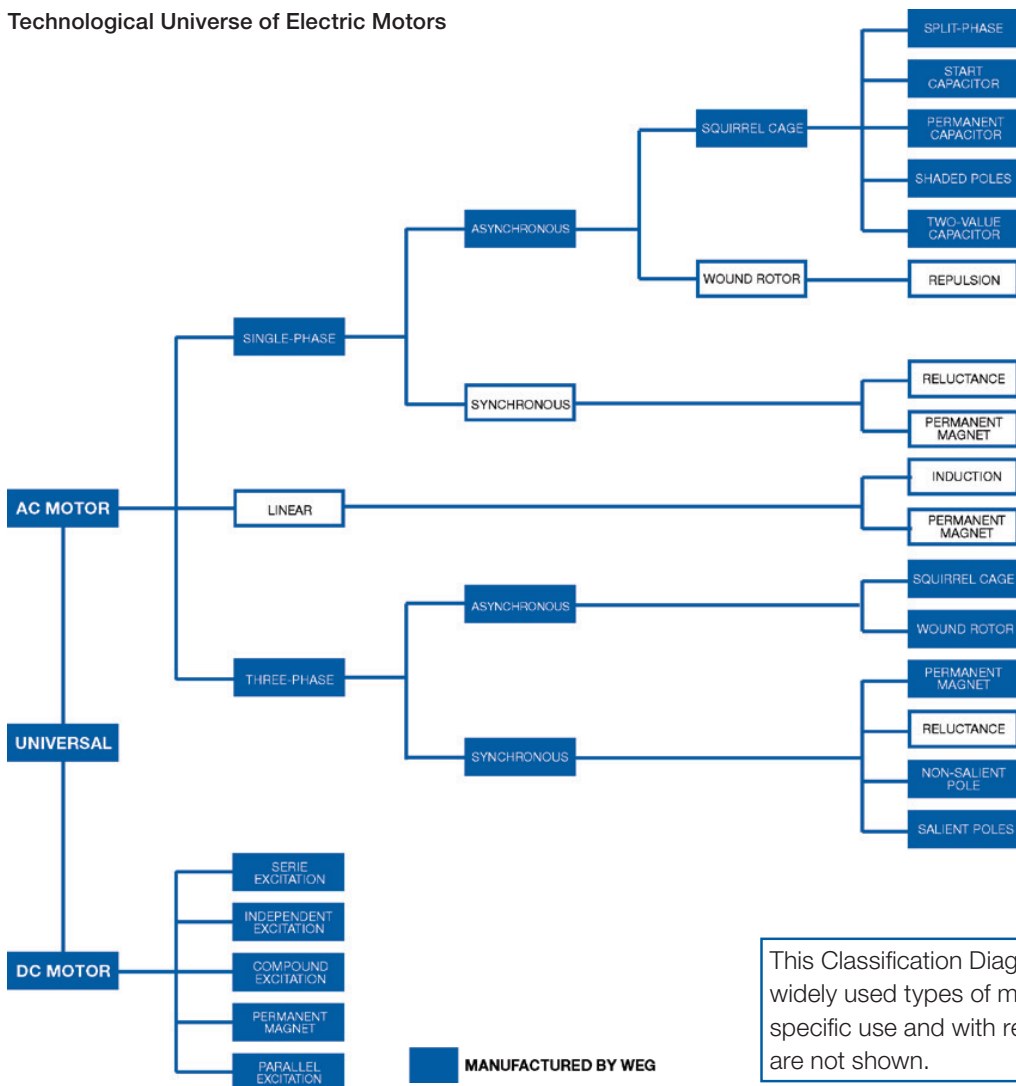 Technological Universe of Electric Motors
SPLIT-PHASE
START
CAPACITOR
SQUIRREL CAGE
PERMANENT
CAPACITOR
SHADED POLES
ASYNCHRONOUS
TWO-VALUE
CAPACITOR
WOUND ROTOR
REPULSION
SINGLE-PHASE
RELUCTANCE
SYNCHRONOUS
PERMANENT
MAGNET
INDUCTION
AC MOTOR
LINEAR
PERMANENT
MAGNET
SQUIRREL CAGE
ASYNCHRONOUS
WOUND ROTOR
THREE-PHASE
PERMANENT
MAGNET
RELUCTANCE
UNIVERSAL
SYNCHRONOUS
NON-SALIENT
POLE
SALIENT POLES
SERIE
EXCITATION
INDEPENDENT
EXCITATION
DC MOTOR
COMPOUND
EXCITATION
PERMANENT
MAGNET
PARALLEL
EXCITATION
MANUFACTURED BY WEG
This Classification Diag
widely used types of m
specific use and with re
are not shown.